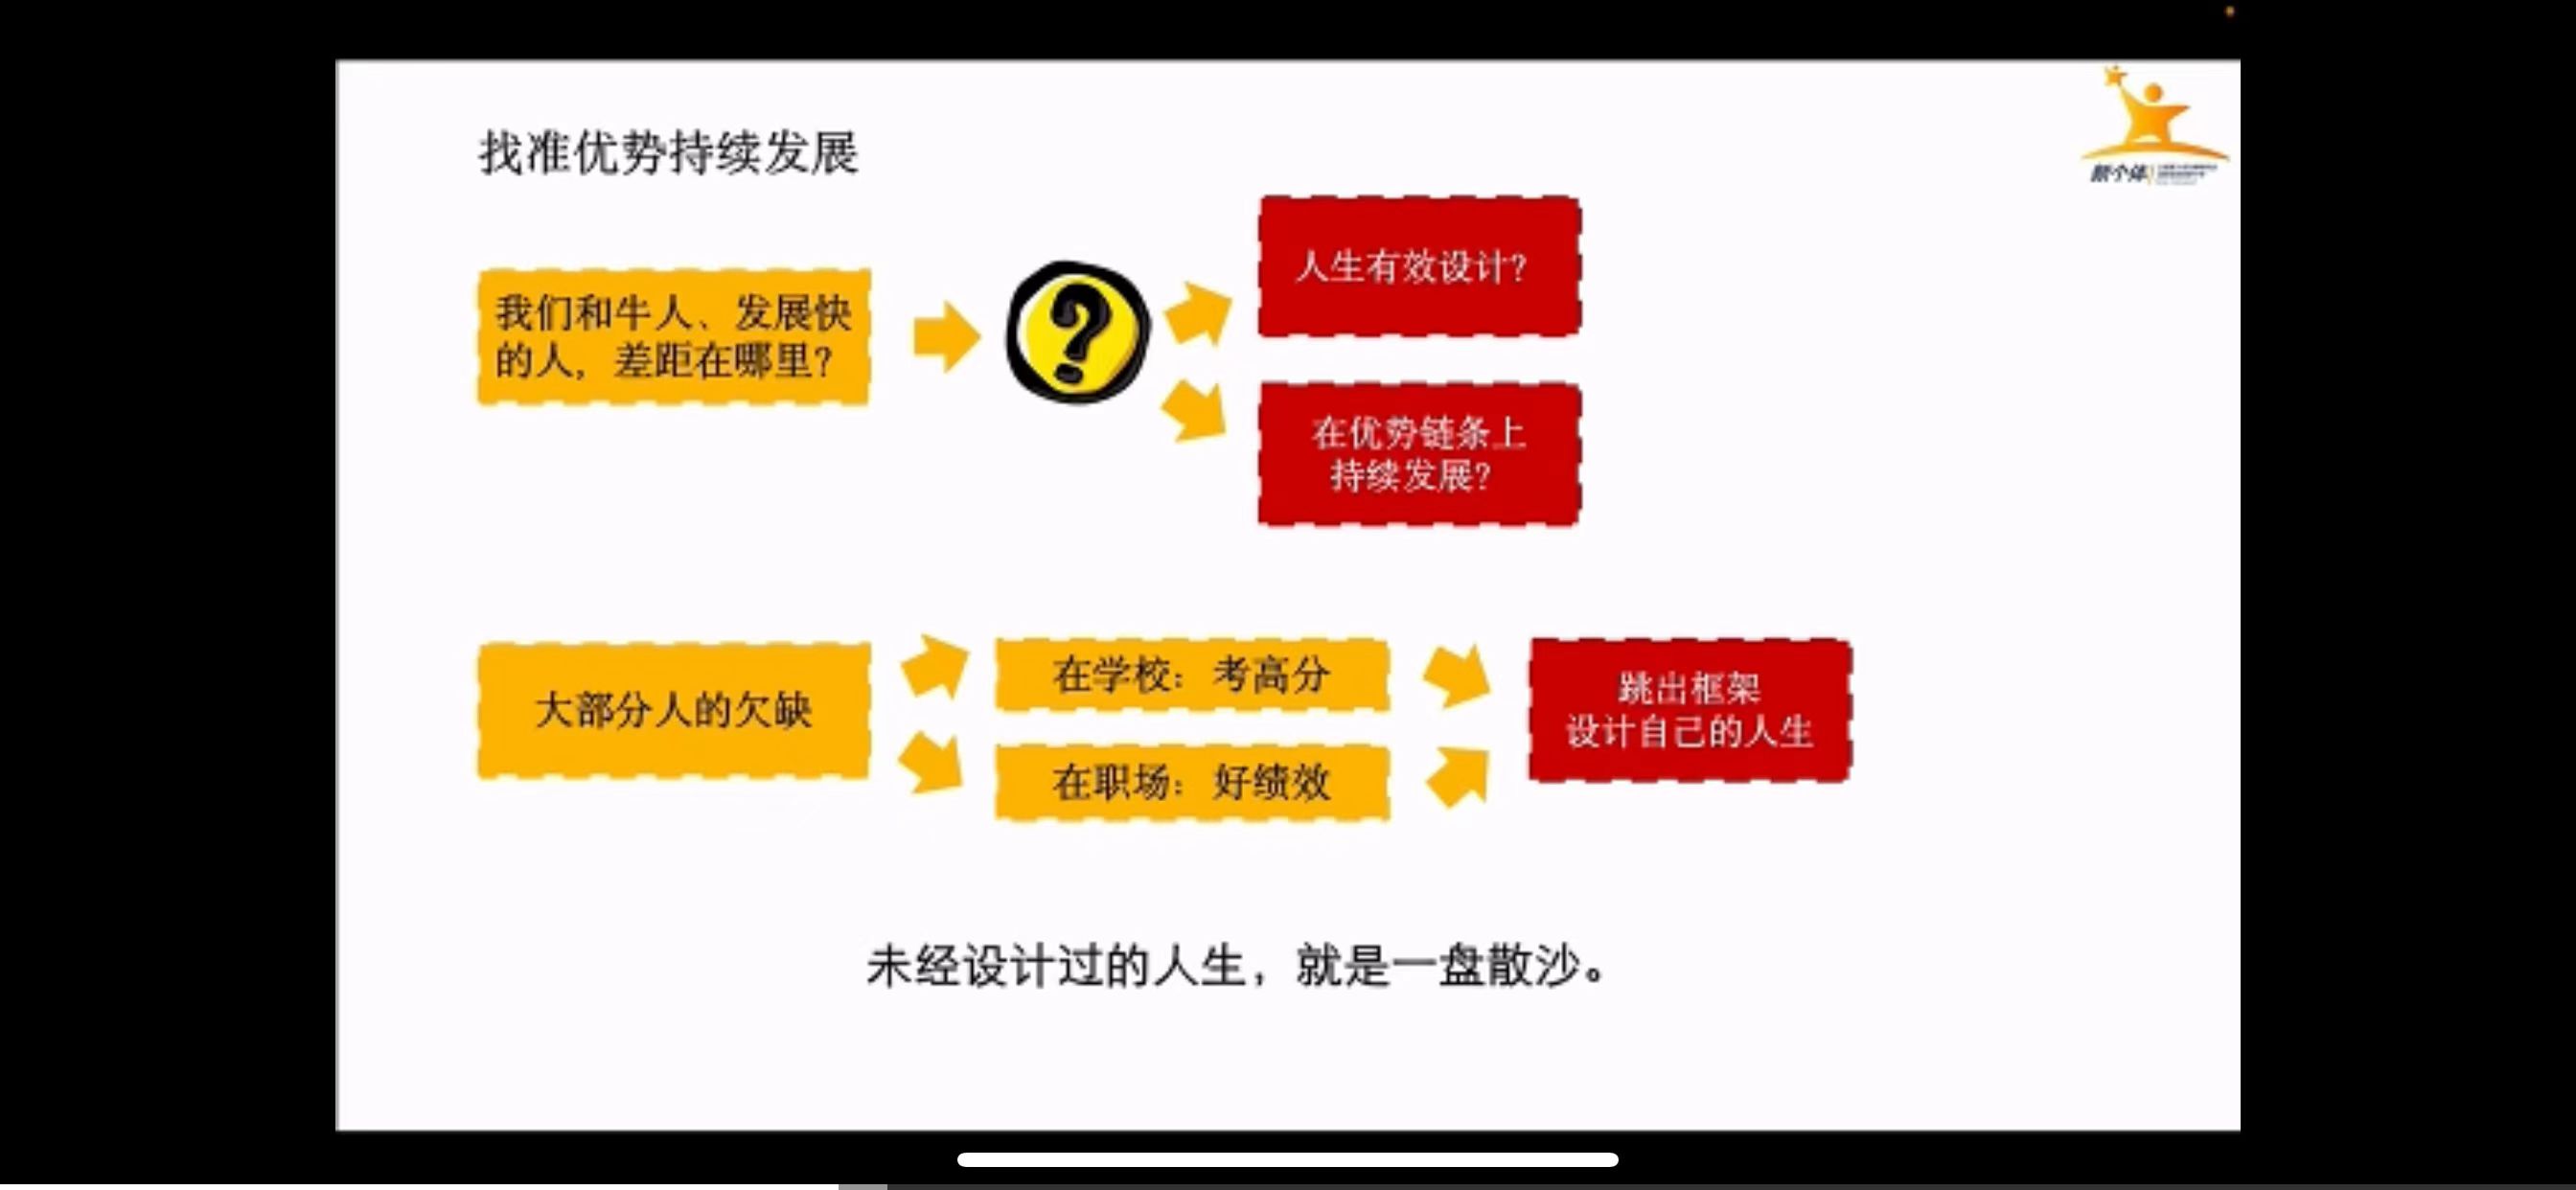 找准优势持续发展
新个体
我们和牛人、发展快
的人，差距在哪里？
?
人生有效设计？
在优势链条上
持续发展？
大部分人的欠缺
在学校：考高分
在职场：好绩效
跳出框架
设计自己的人生
未经设计过的人生，就是一盘散沙。